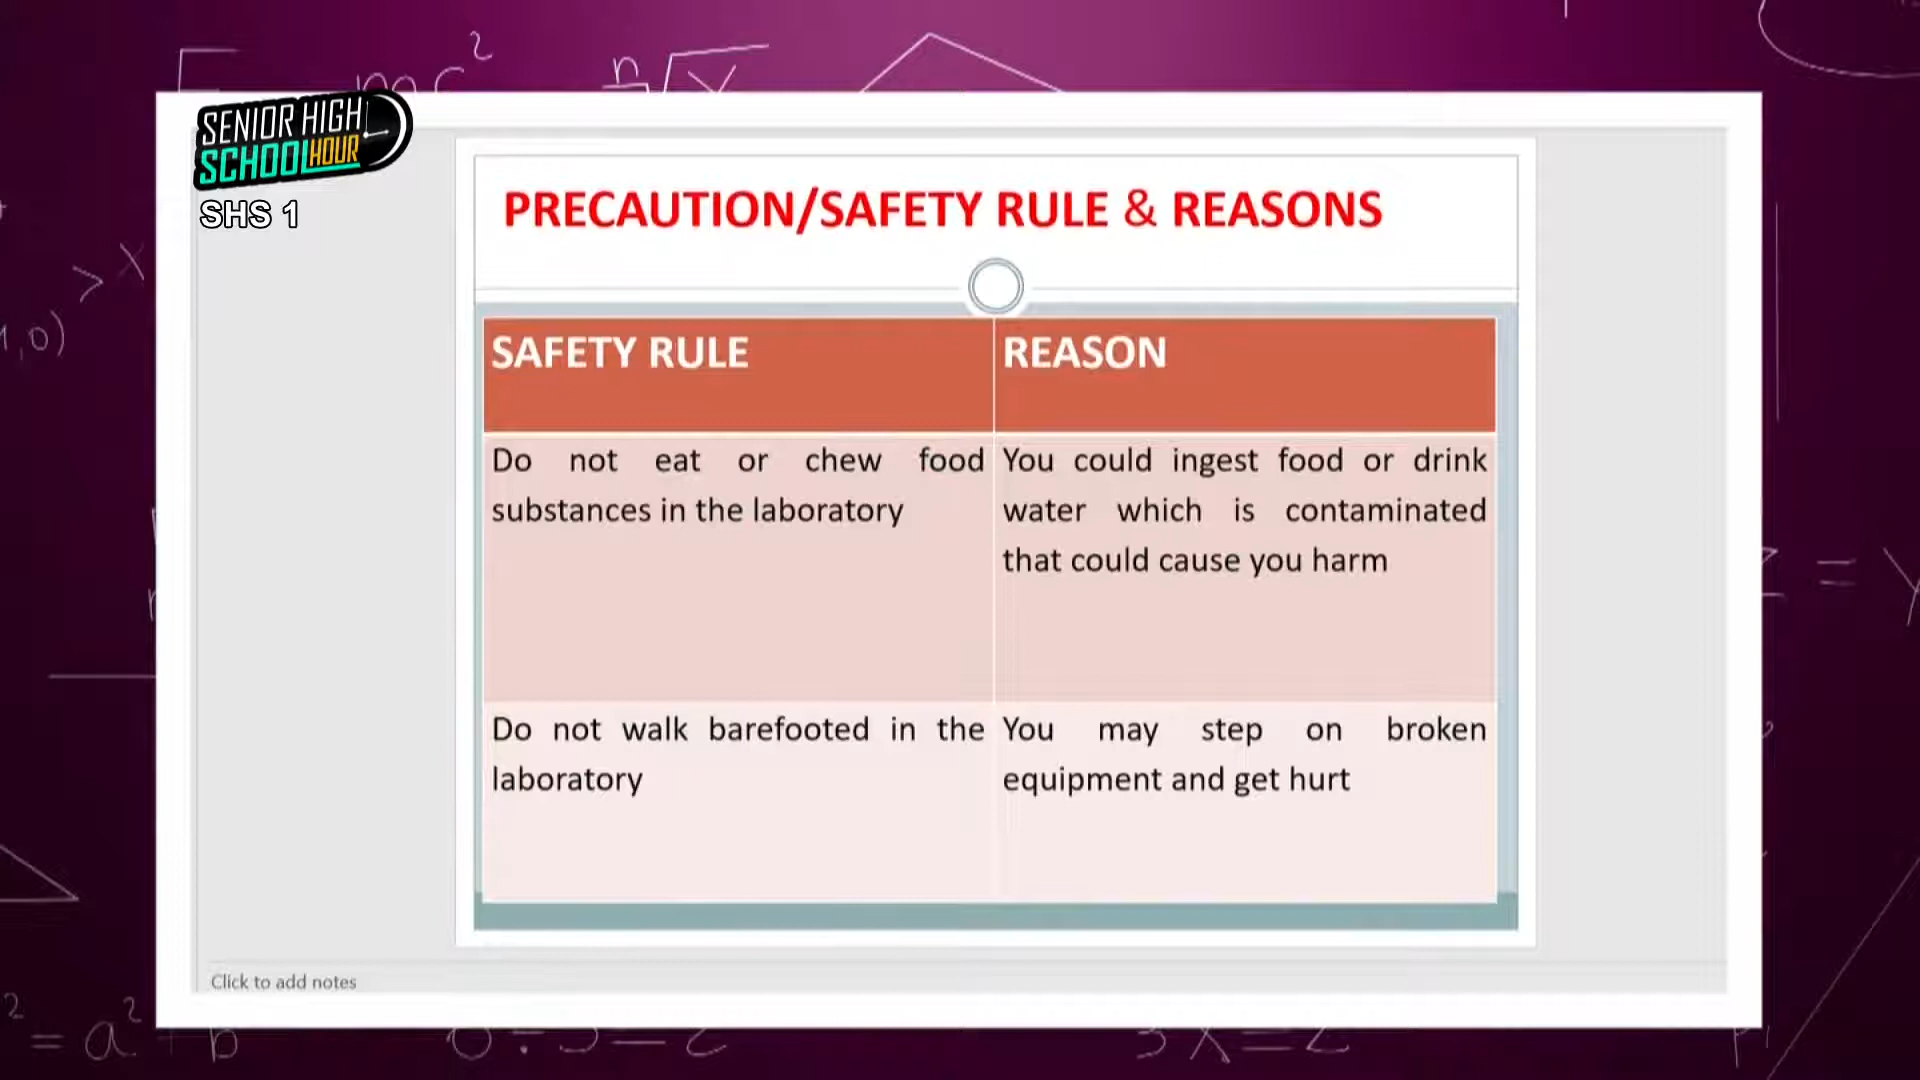 SENIOR HIGH
SCHOOL HOUR
SHS 1
PRECAUTION/SAFETY RULE & REASONS
SAFETY RULE
REASON
Do not eat or chew food
substances in the laboratory
You could ingest food or drink
water which is contaminated
that could cause you harm
Do not walk barefooted in the
laboratory
You may step on broken
equipment and get hurt
Click to add notes